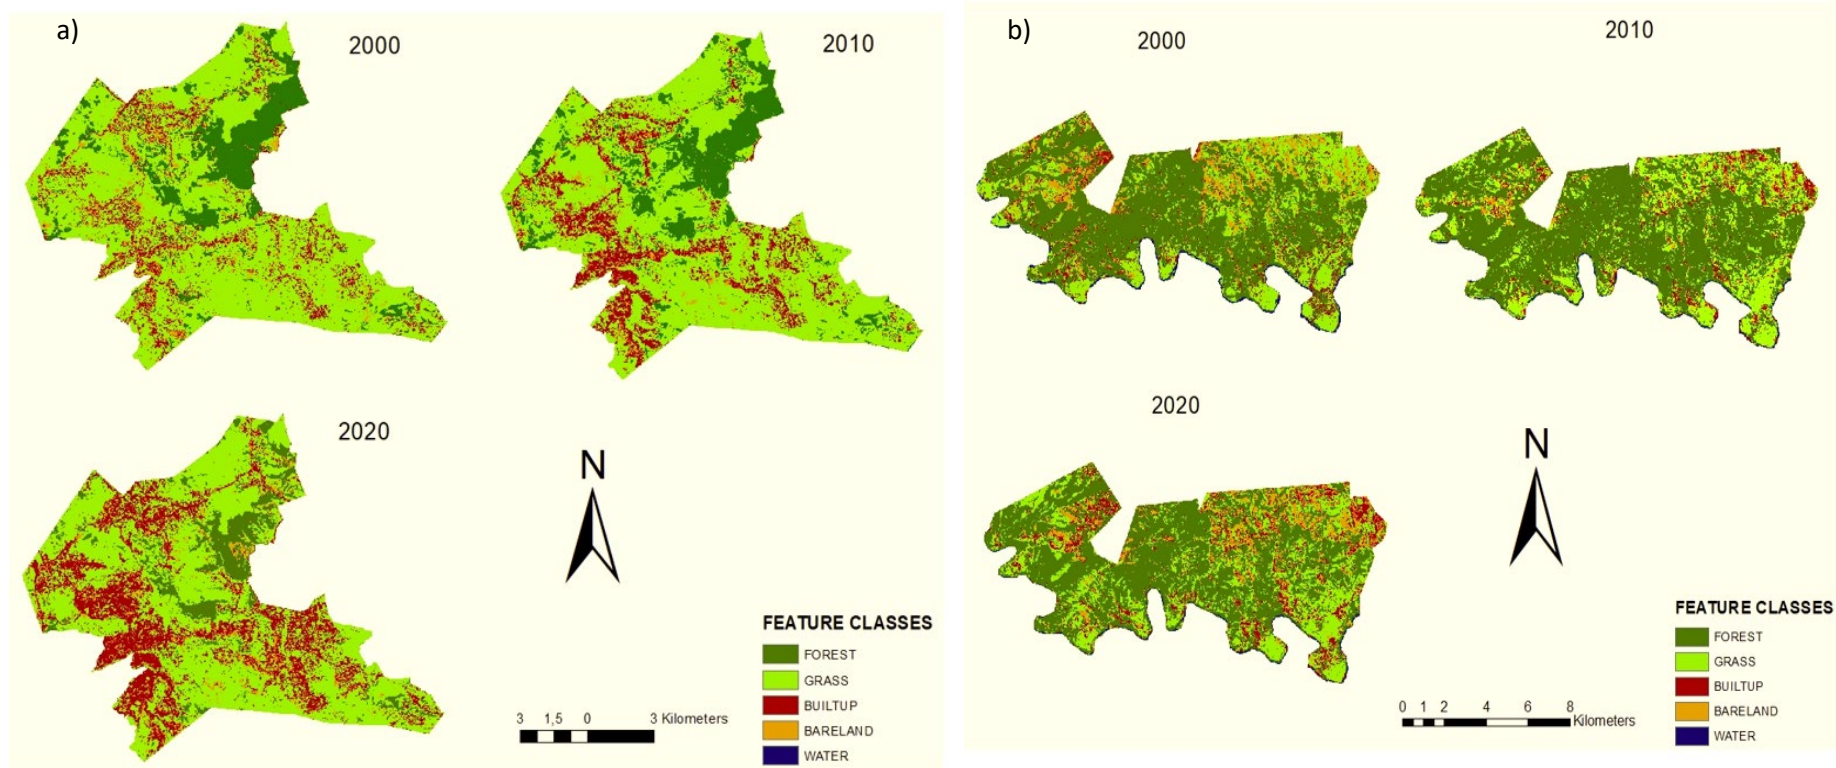 a)
2000
2010
2020
N
FEATURE CLASSES
FOREST
GRASS
BUILTUP
BARELAND
WATER
3 1,5 0 3 Kilometers
b)
2000
2010
2020
N
FEATURE CLASSES
FOREST
GRASS
BUILTUP
BARELAND
WATER
0 1 2 4 6 8
Kilometers